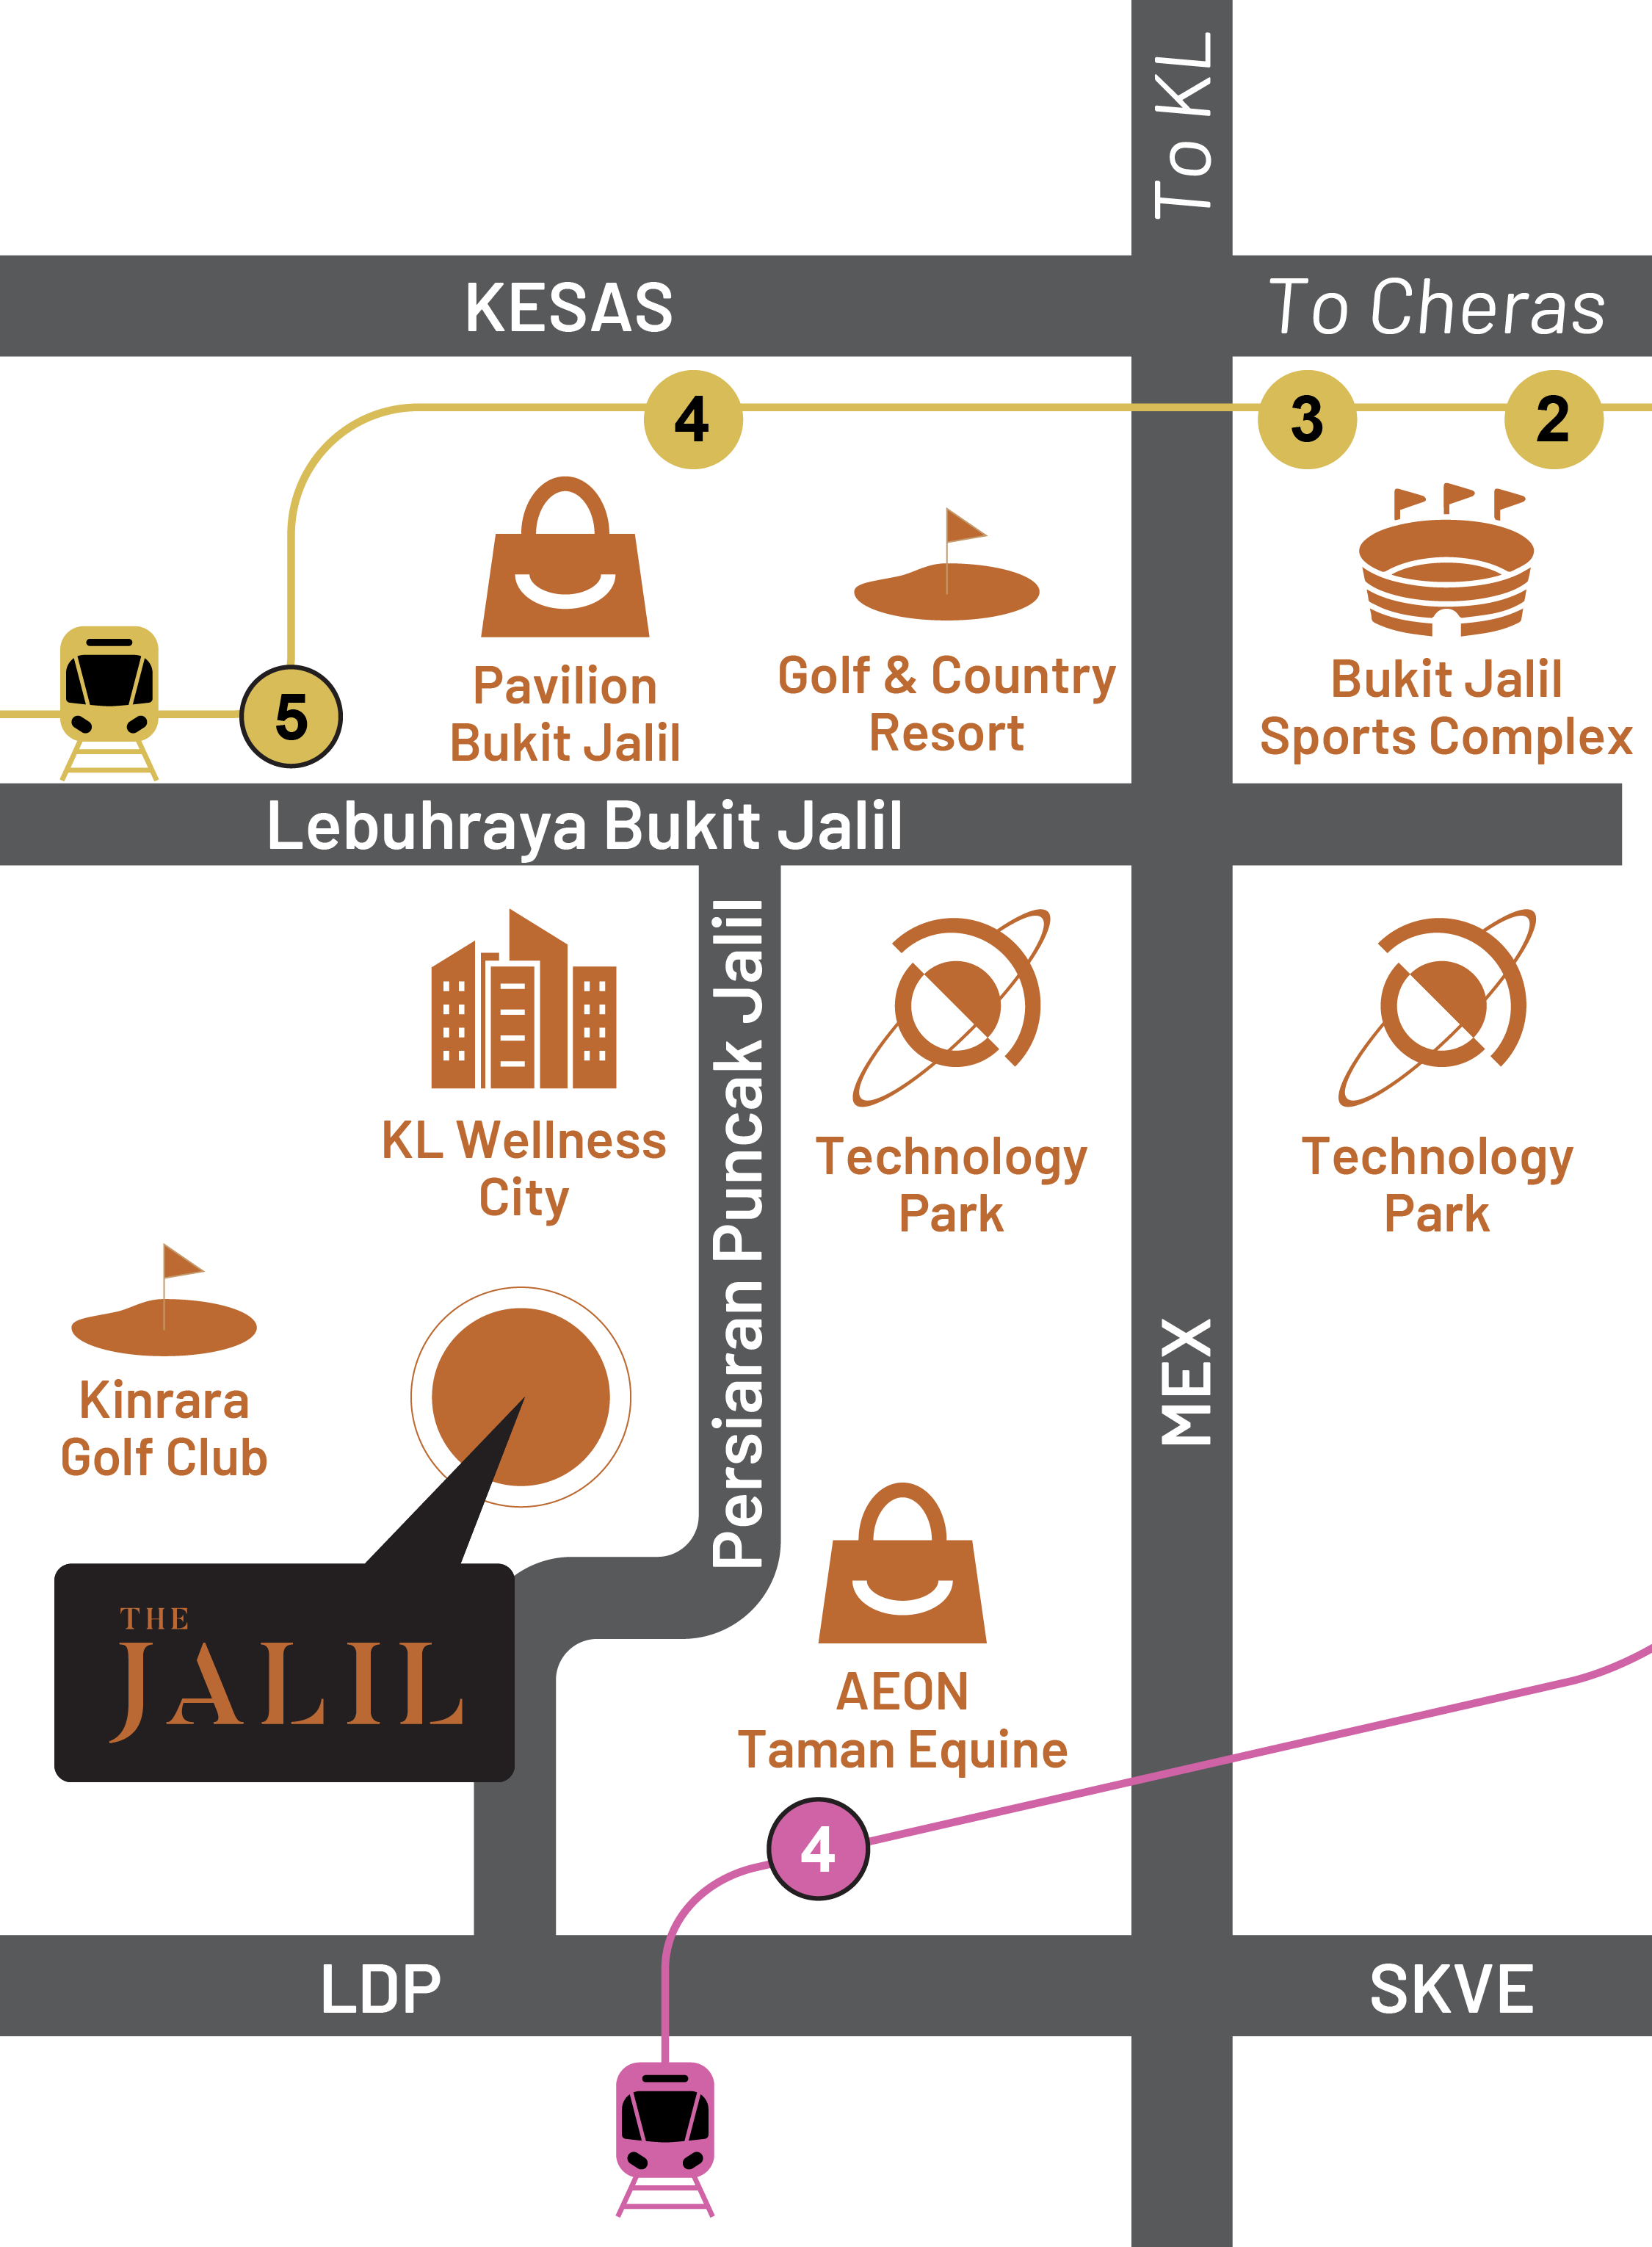 To KL
KESAS
To Cheras
4
3
2
5
Pavilion
Bukit Jalil
Golf & Country
Resort
Bukit Jalil
Sports Complex
Lebuhraya Bukit Jalil
Persiaran Puncak Jalil
KL Wellness
City
Technology
Park
Technology
Park
Kinrara
Golf Club
MEX
THE
JALIL
AEON
Taman Equine
4
LDP
SKVE